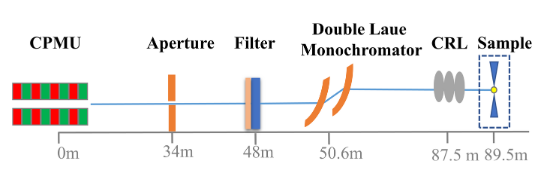 CPMU
Aperture
Filter
Double Laue
Monochromator
CRL
Sample
0m
34m
48m
50.6m
87.5 m
89.5m